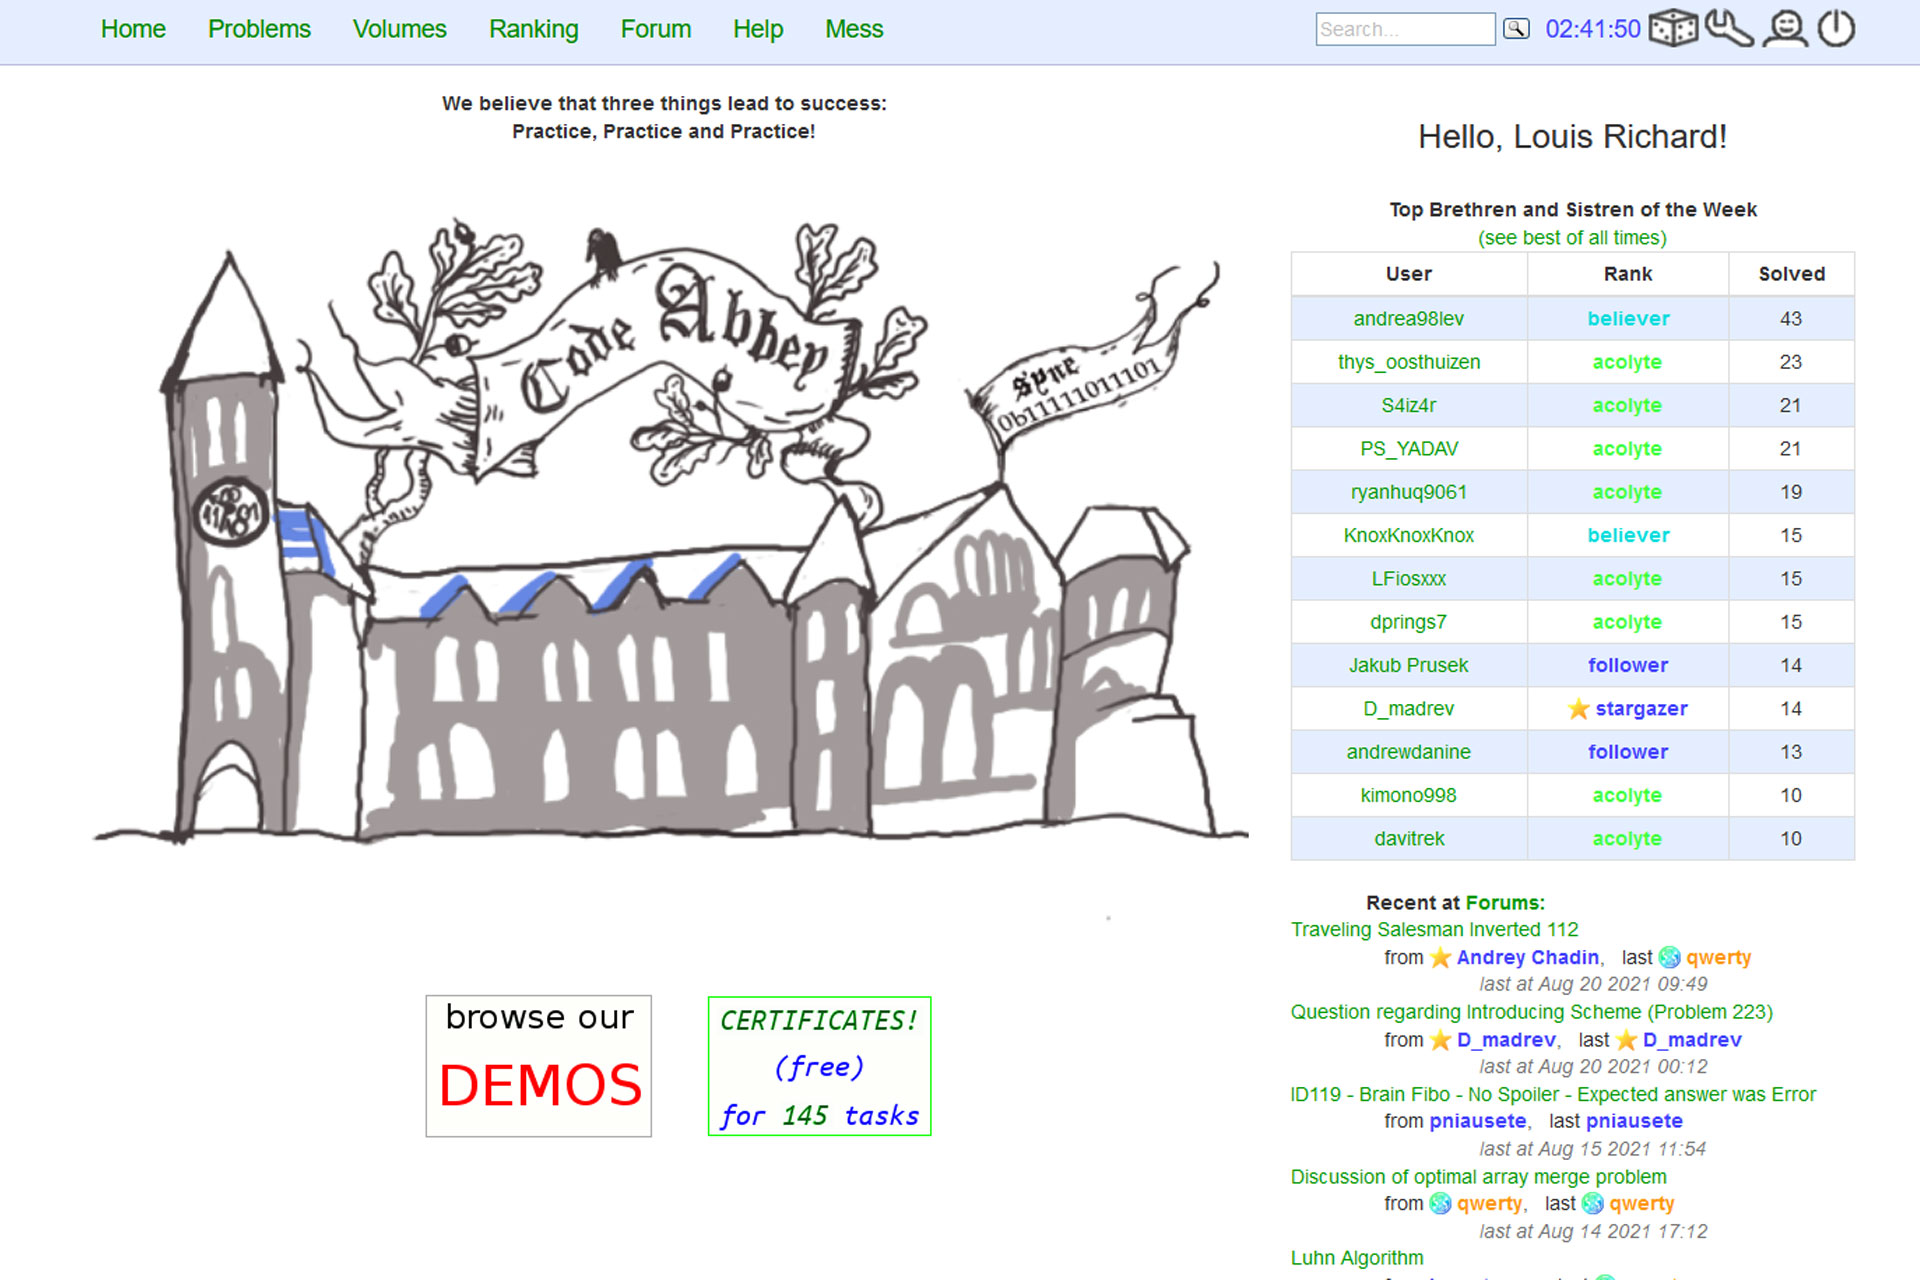 Home Problems Volumes Ranking Forum Help Mess Search... 02:41:50
We believe that three things lead to success:
Practice, Practice and Practice!
Code Abbey
syne
0b11111011101
browse our
DEMOS
CERTIFICATES!
(free)
for 145 tasks
Hello, Louis Richard!
Top Brethren and Sistren of the Week
(see best of all times)
User Rank Solved
andrea98lev believer 43
thys_oosthuizen acolyte 23
S4iz4r acolyte 21
PS_YADAV acolyte 21
ryanhuq9061 acolyte 19
KnoxKnoxKnox believer 15
LFiosxxx acolyte 15
dprings7 acolyte 15
Jakub Prusek follower 14
D_madrev stargazer 14
andrewdanine follower 13
kimono998 acolyte 10
davitrek acolyte 10
Recent at Forums:
Traveling Salesman Inverted 112
from Andrey Chadin, last qwerty
last at Aug 20 2021 09:49
Question regarding Introducing Scheme (Problem 223)
from D_madrev, last D_madrev
last at Aug 20 2021 00:12
ID119 - Brain Fibo - No Spoiler - Expected answer was Error
from pniausete, last pniausete
last at Aug 15 2021 11:54
Discussion of optimal array merge problem
from qwerty, last qwerty
last at Aug 14 2021 17:12
Luhn Algorithm